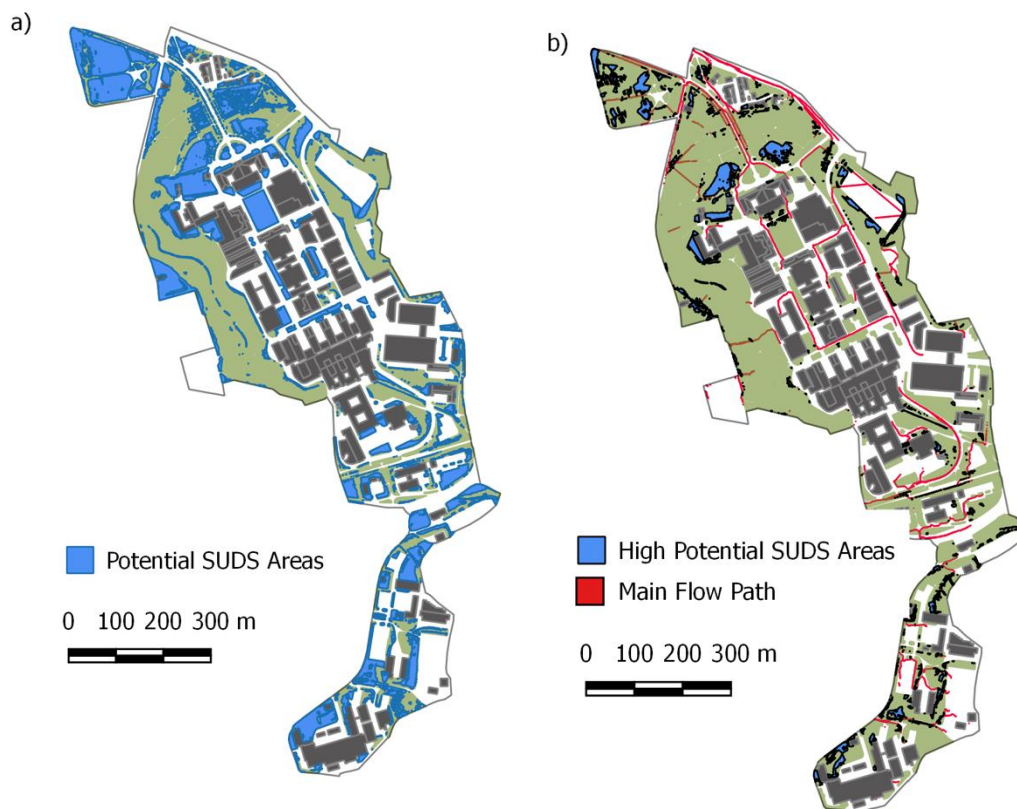 a)
Potential SUDS Areas
0 100 200 300 m
b)
High Potential SUDS Areas
Main Flow Path
0 100 200 300 m